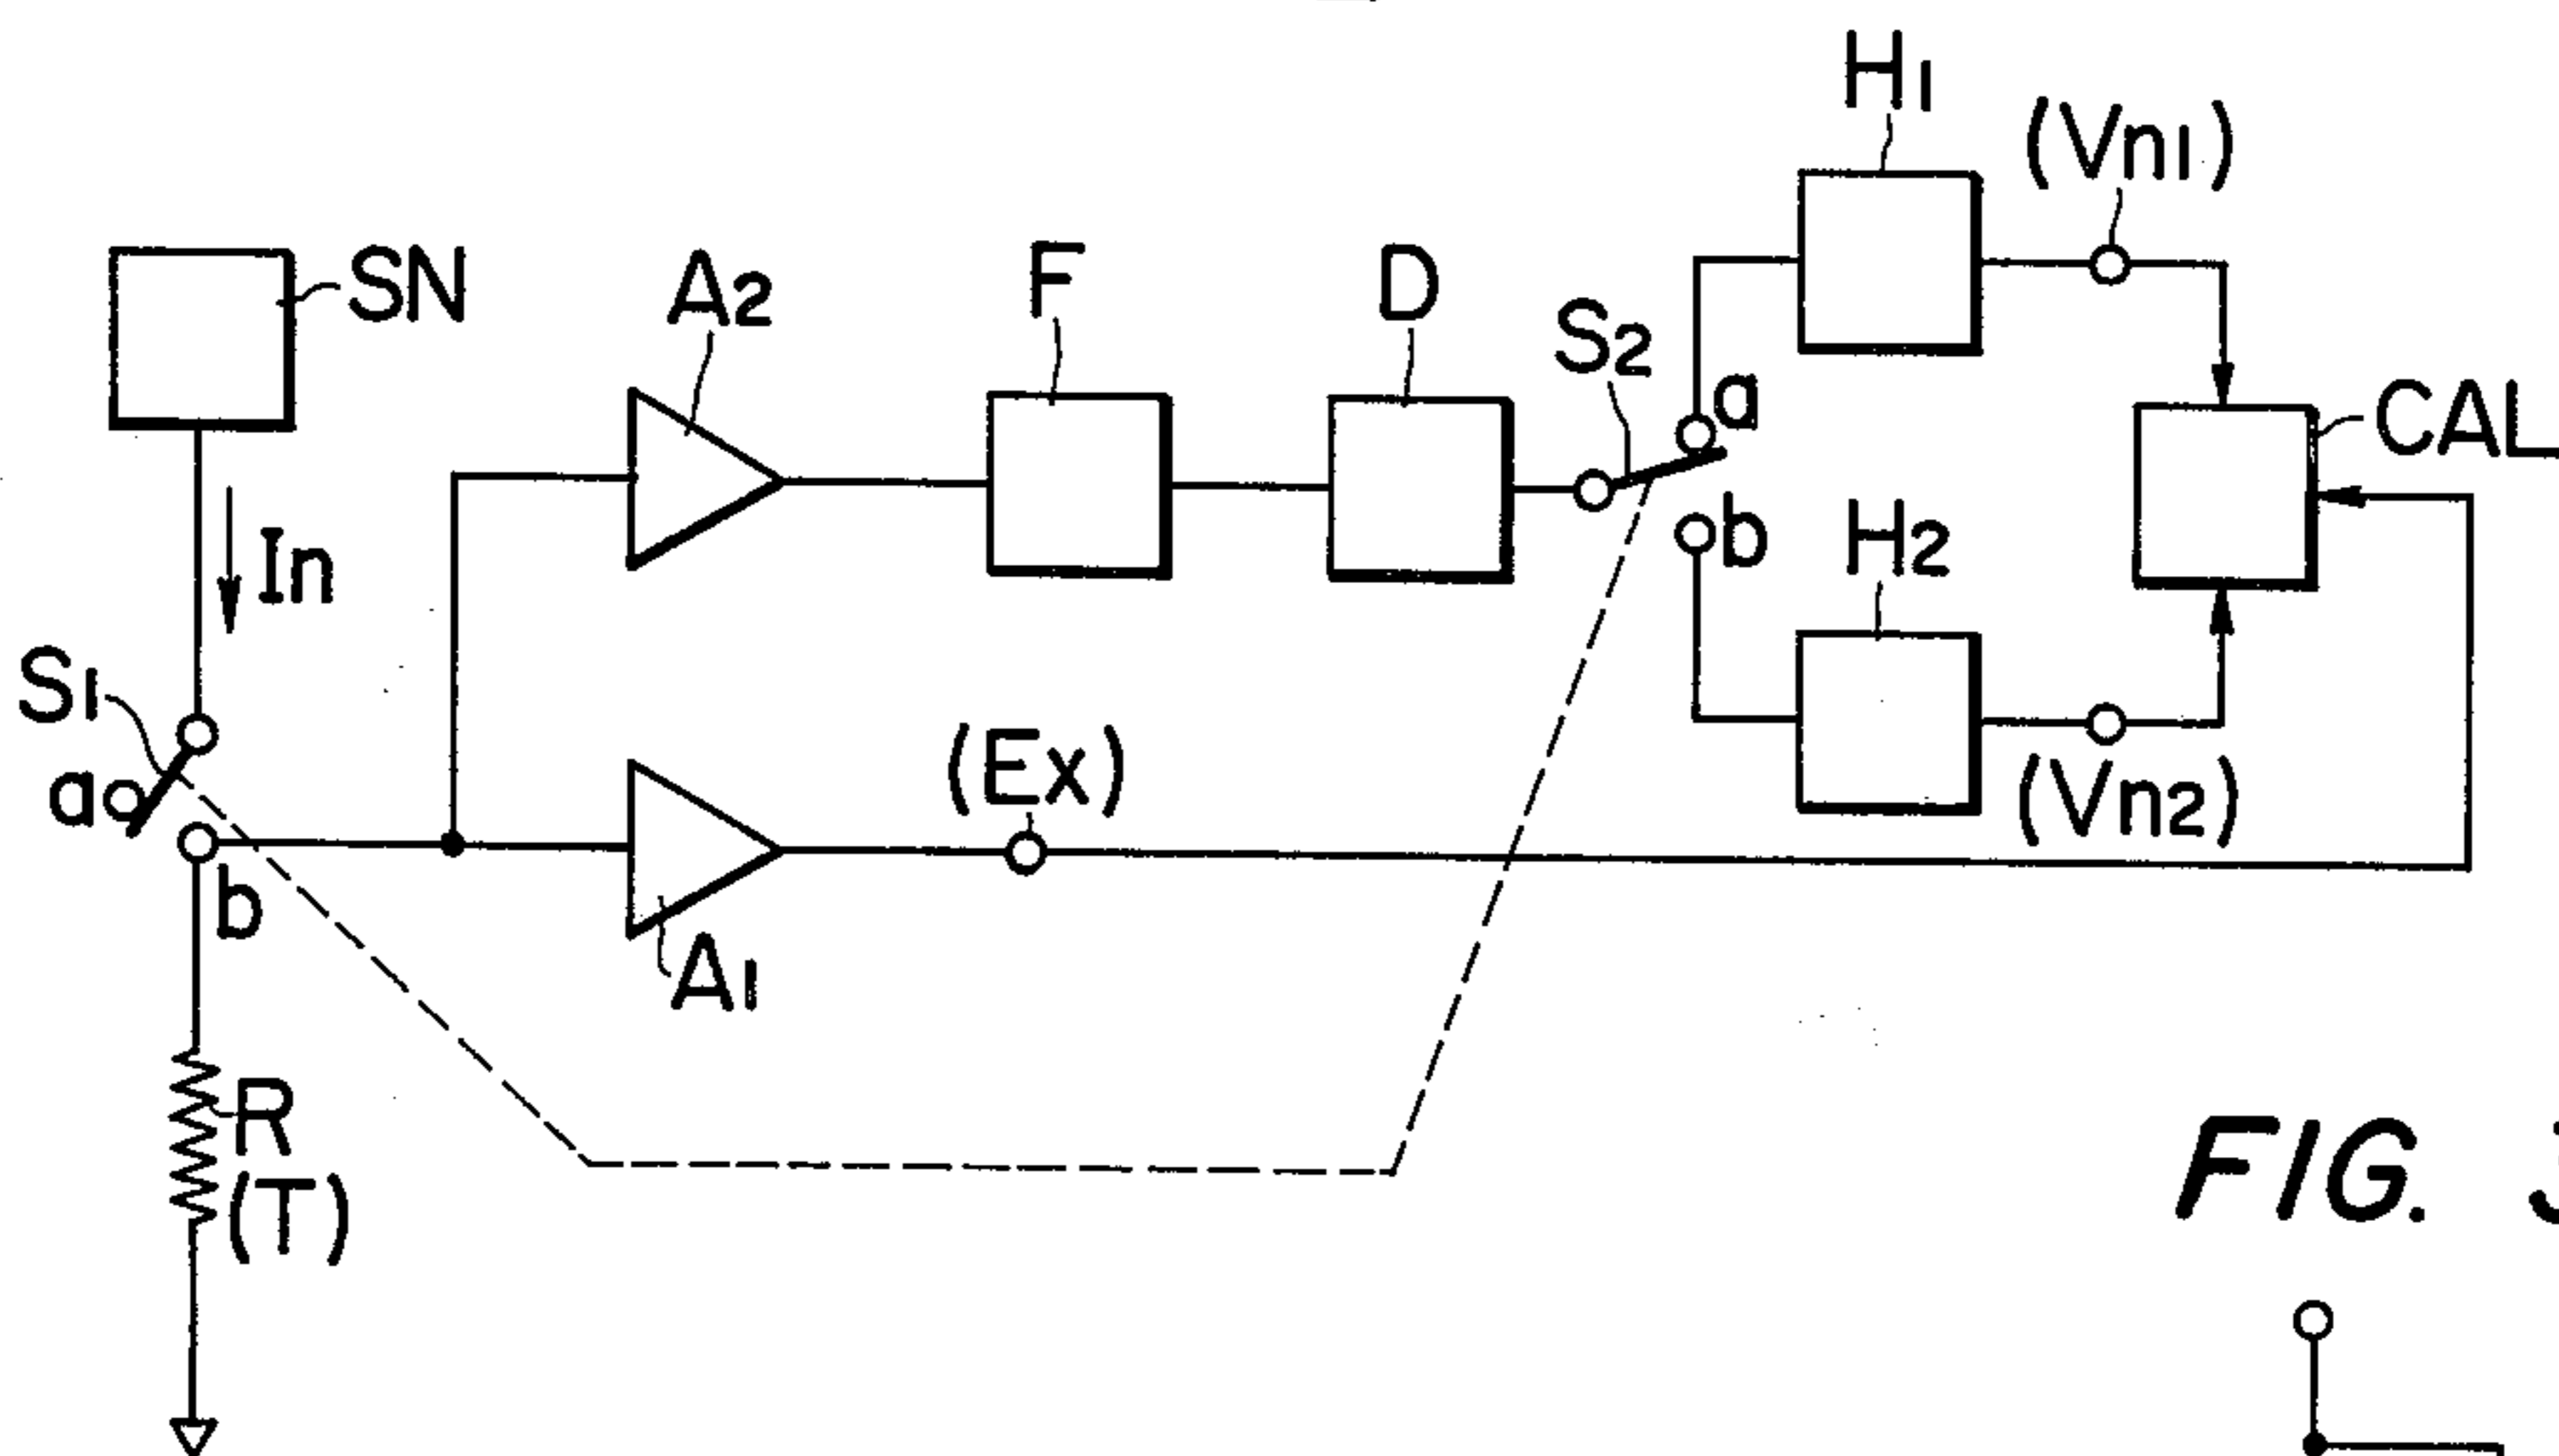 H1
(Vn1)
SN
A2
F
D
S2
a
CAL
In
b
H2
S1
a
(Ex)
(Vn2)
b
A1
R
(T)
FIG.